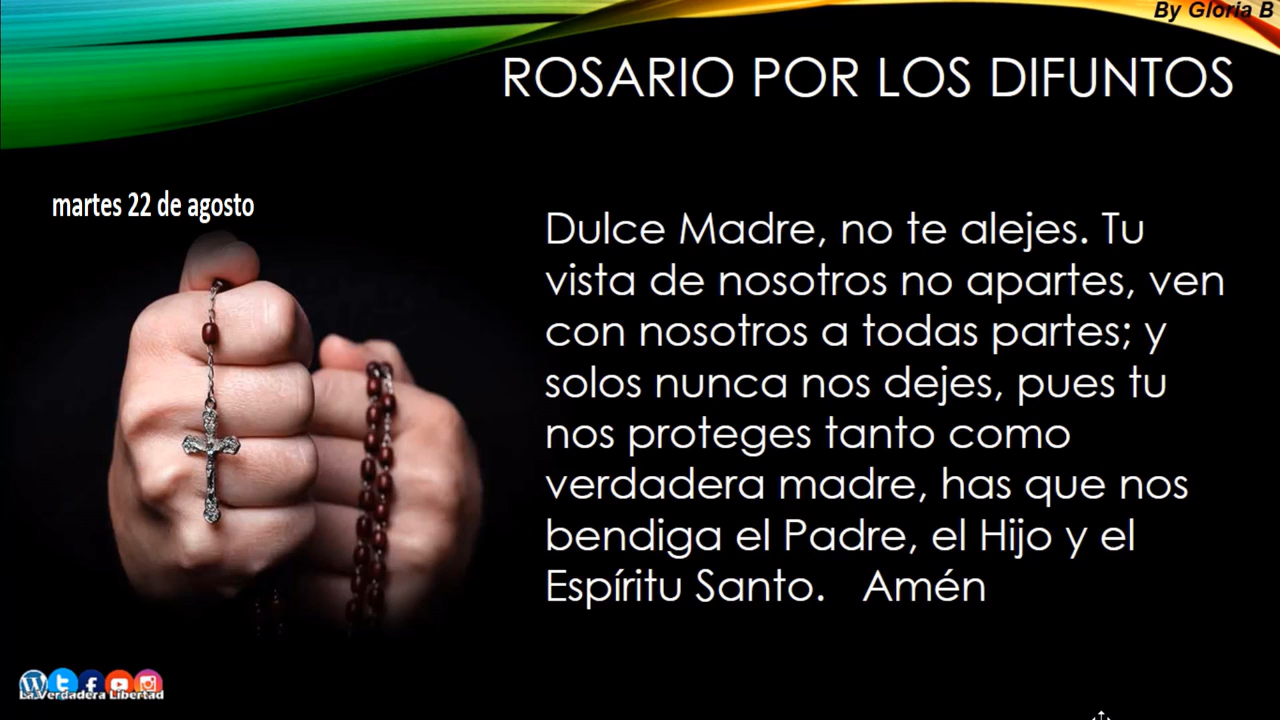 By Gloria B
ROSARIO POR LOS DIFUNTOS
martes 22 de agosto
Dulce Madre, no te alejes. Tu
vista de nosotros no apartes, ven
con nosotros a todas partes; y
solos nunca nos dejes, pues tu
nos proteges tanto como
verdadera madre, has que nos
bendiga el Padre, el Hijo y el
Espíritu Santo. Amén
La Verdadera Libertad